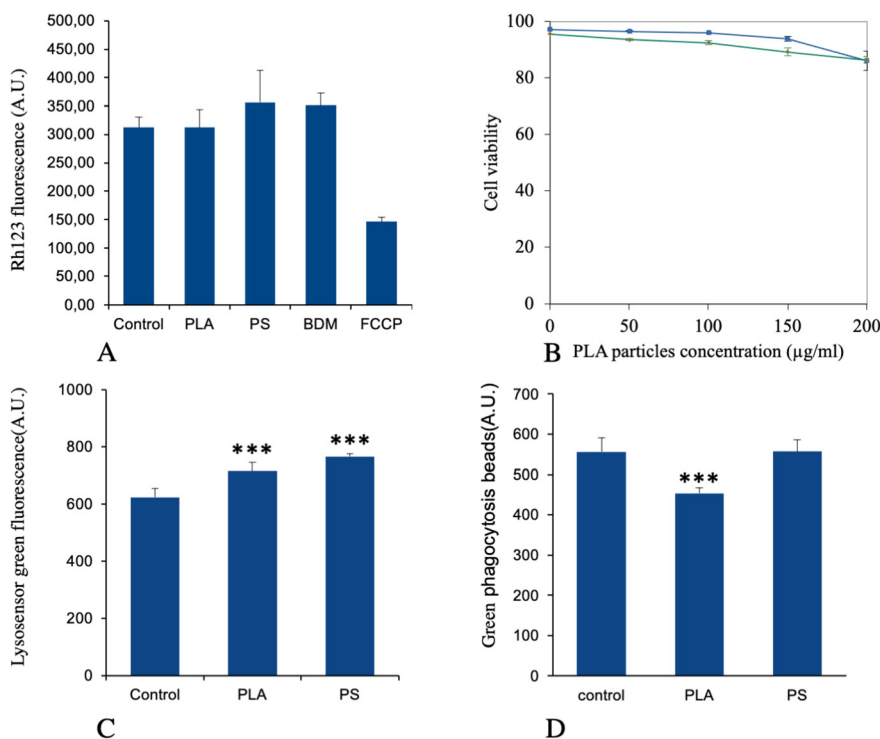 Rh123 fluorescence (A.U.)
500,00
450,00
400,00
350,00
300,00
250,00
200,00
150,00
100,00
50,00
0,00
Control PLA PS BDM FCCP
A
Cell viability
100
80
60
40
20
0
0 50 100 150 200
PLA particles concentration (µg/ml)
B
Lysosensor green fluorescence(A.U.)
1000
800
600
400
200
0
*** ***
Control PLA PS
C
Green phagocytosis beads(A.U.)
700
600
500
400
300
200
100
0
***
control PLA PS
D